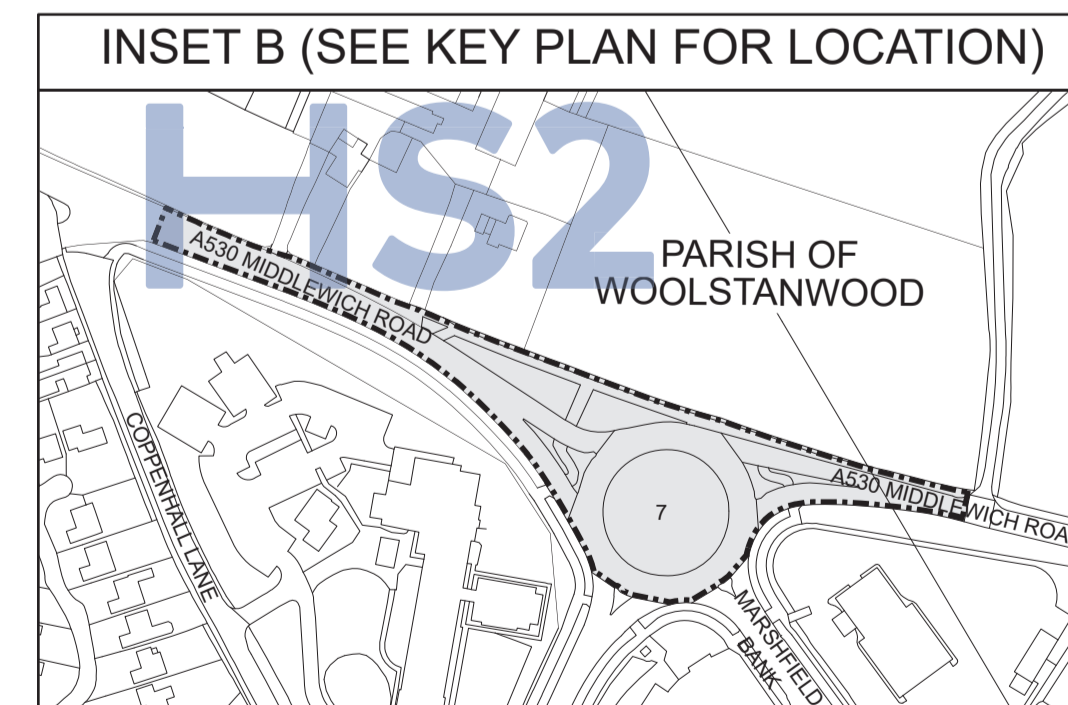 INSET B (SEE KEY PLAN FOR LOCATION)
HS2
PARISH OF
WOOLSTANWOOD
A530 MIDDLEWICH ROAD
COPPENHALL LANE
7
A530 MIDDLEWICH ROA
MARSHFIELD
BANK